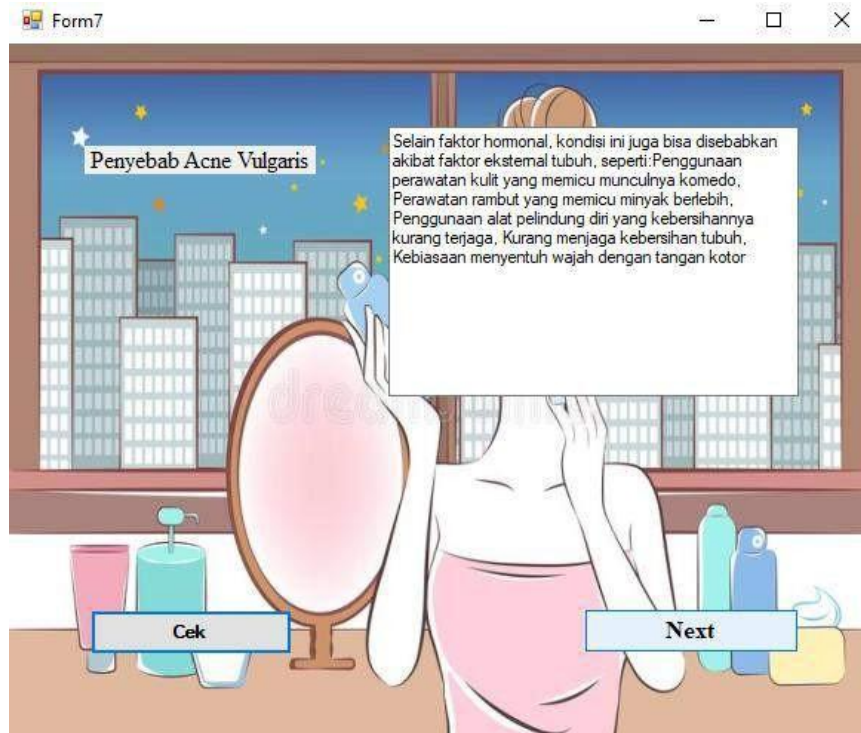 Form7
Penyebab Acne Vulgaris
Selain faktor hormonal, kondisi ini juga bisa disebabkan
akibat faktor eksternal tubuh, seperti:Penggunaan
perawatan kulit yang memicu munculnya komedo,
Perawatan rambut yang memicu minyak berlebih,
Penggunaan alat pelindung diri yang kebersihannya
kurang terjaga, Kurang menjaga kebersihan tubuh,
Kebiasaan menyentuh wajah dengan tangan kotor
Cek
Next